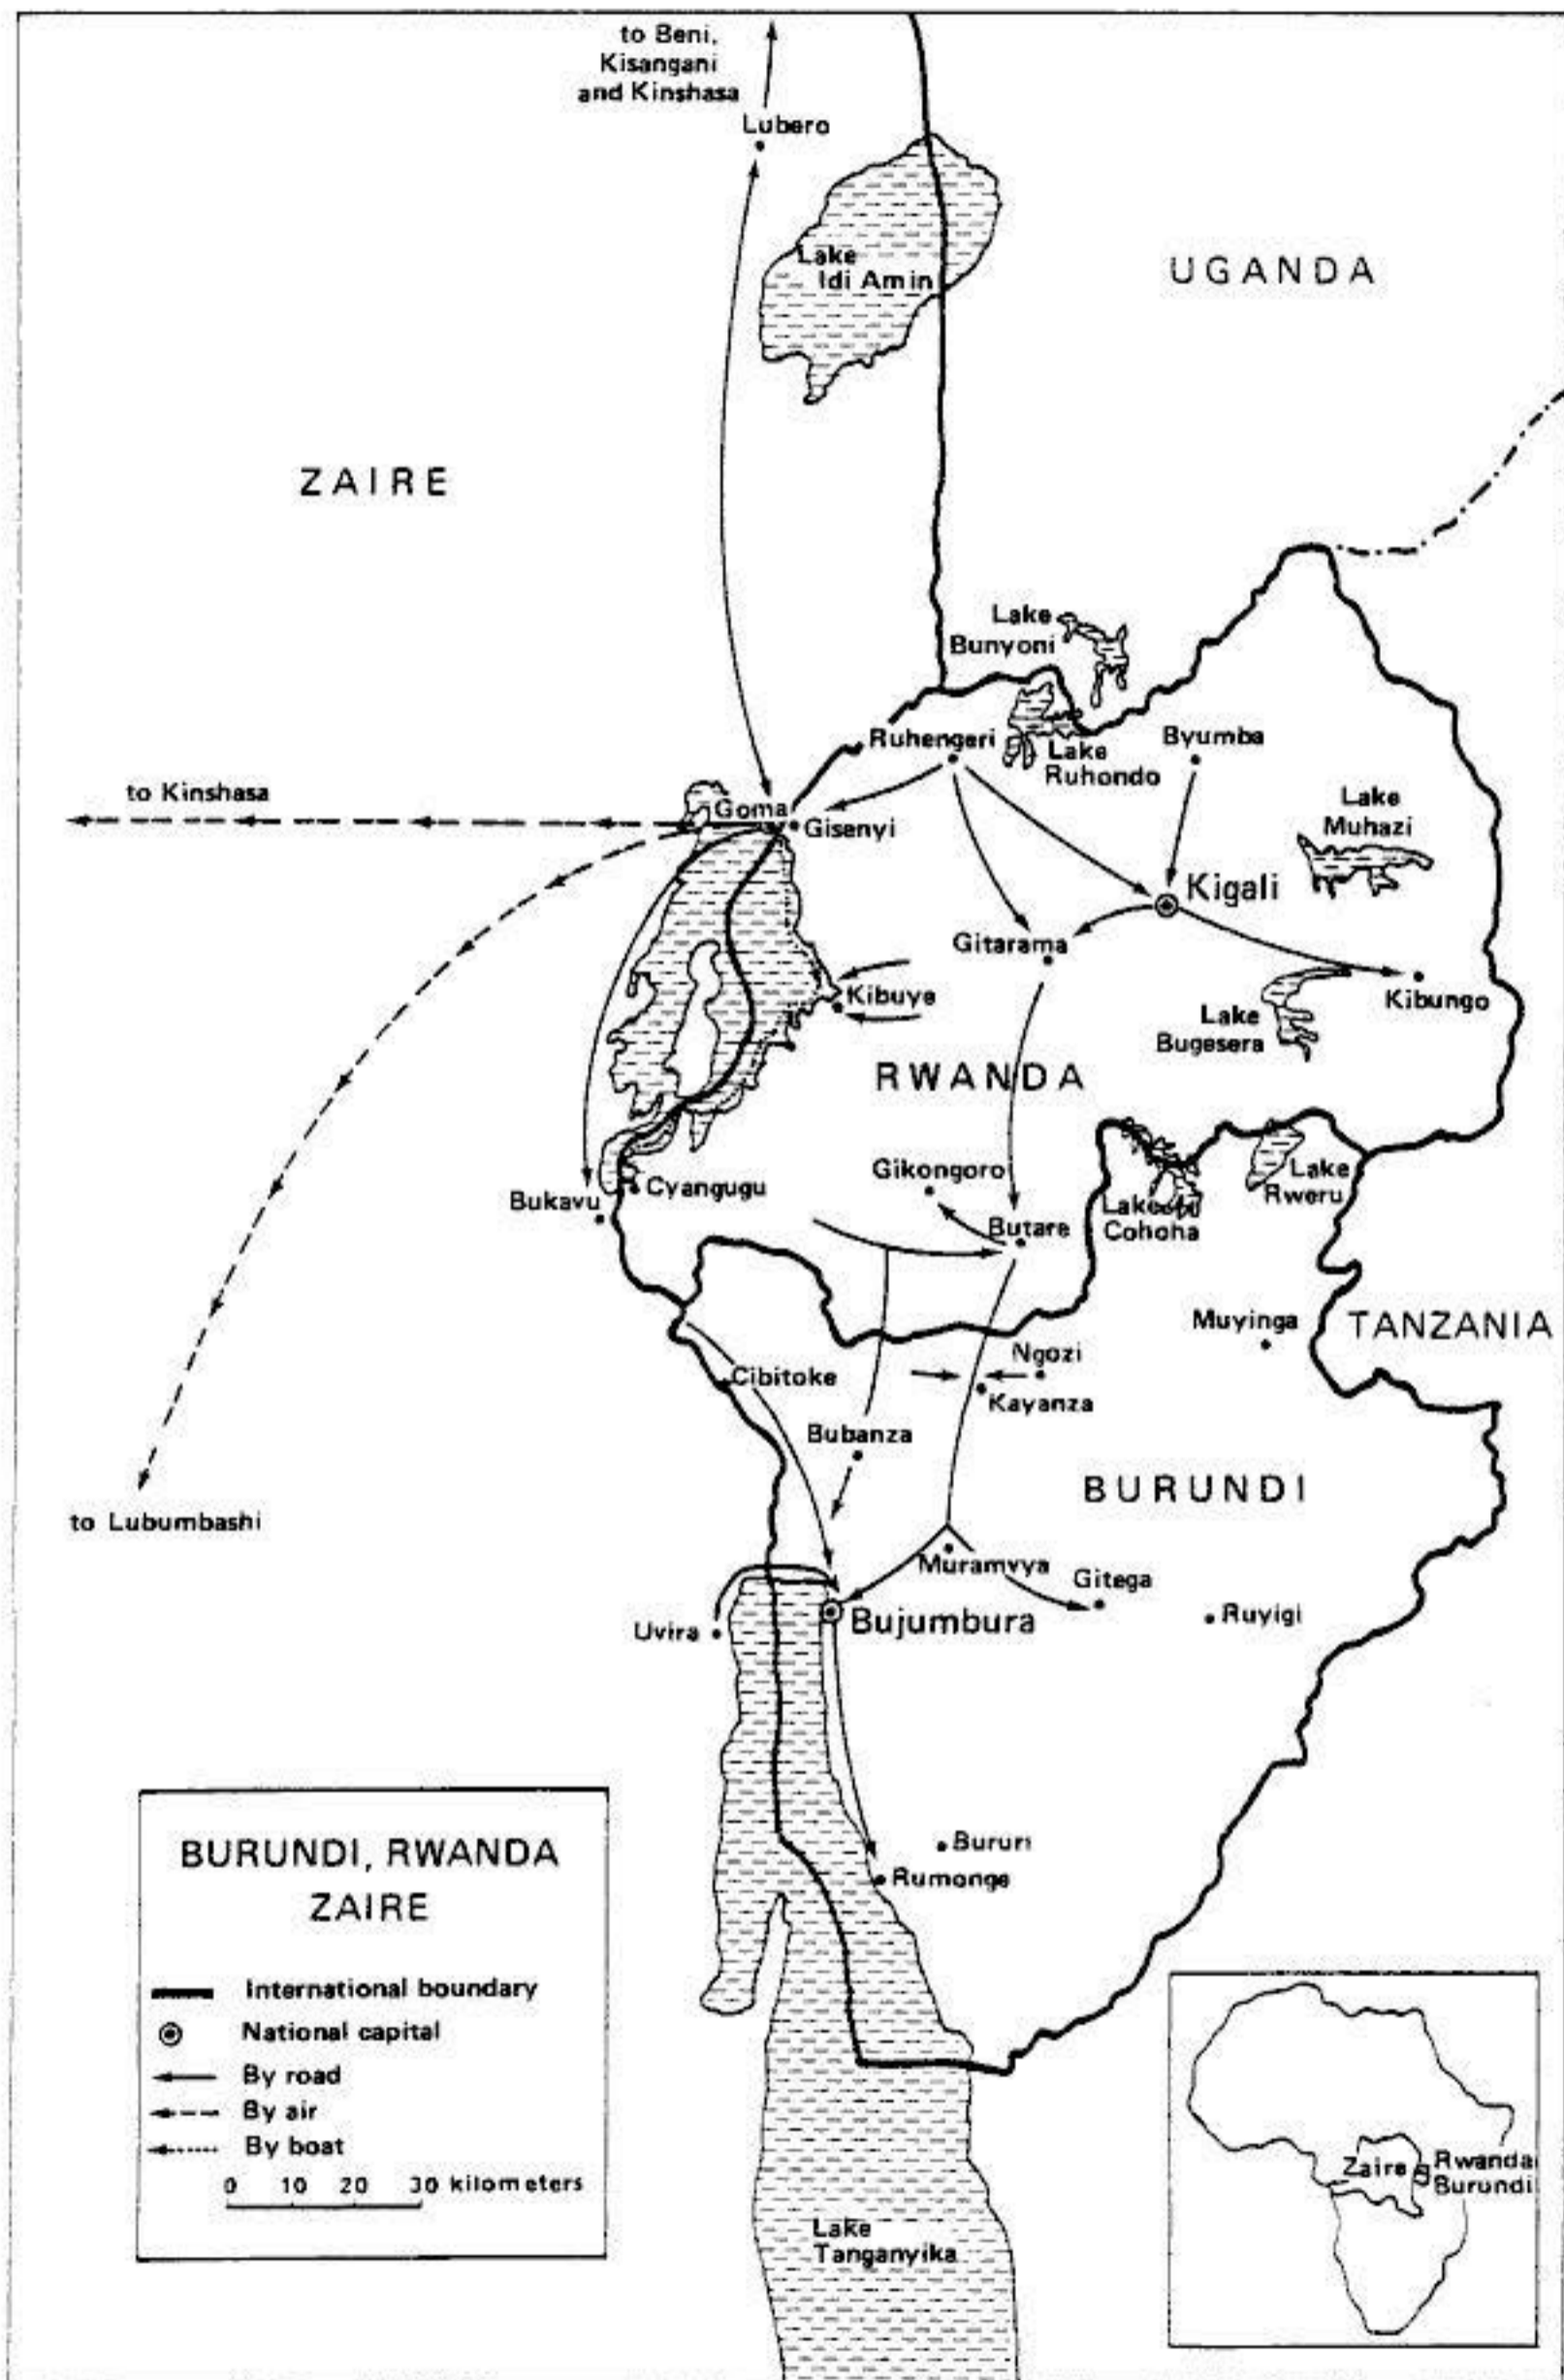 to Beni,
Kisangani
and Kinshasa
Lubero
Lake
Idi Amin
UGANDA
ZAIRE
Lake
Bunyoni
Ruhengeri
Lake
Ruhondo
Byumba
to Kinshasa
Goma
Gisenyi
Lake
Muhazi
Kigali
Gitarama
Kibuye
Kibungo
Lake
Bugesera
RWANDA
Gikongoro
Lake
Rweru
Bukavu
Cyangugu
Butare
Lake
Cohoha
Muyinga
TANZANIA
Ngozi
Cibitoke
Kayanza
Bubanza
BURUNDI
to Lubumbashi
Muramvya
Gitega
Ruyigi
Uvira
Bujumbura
Bururi
Rumonge
BURUNDI, RWANDA
ZAIRE
International boundary
National capital
By road
By air
By boat
0 10 20 30 kilometers
Lake
Tanganyika
Zaire
Rwanda
Burundi